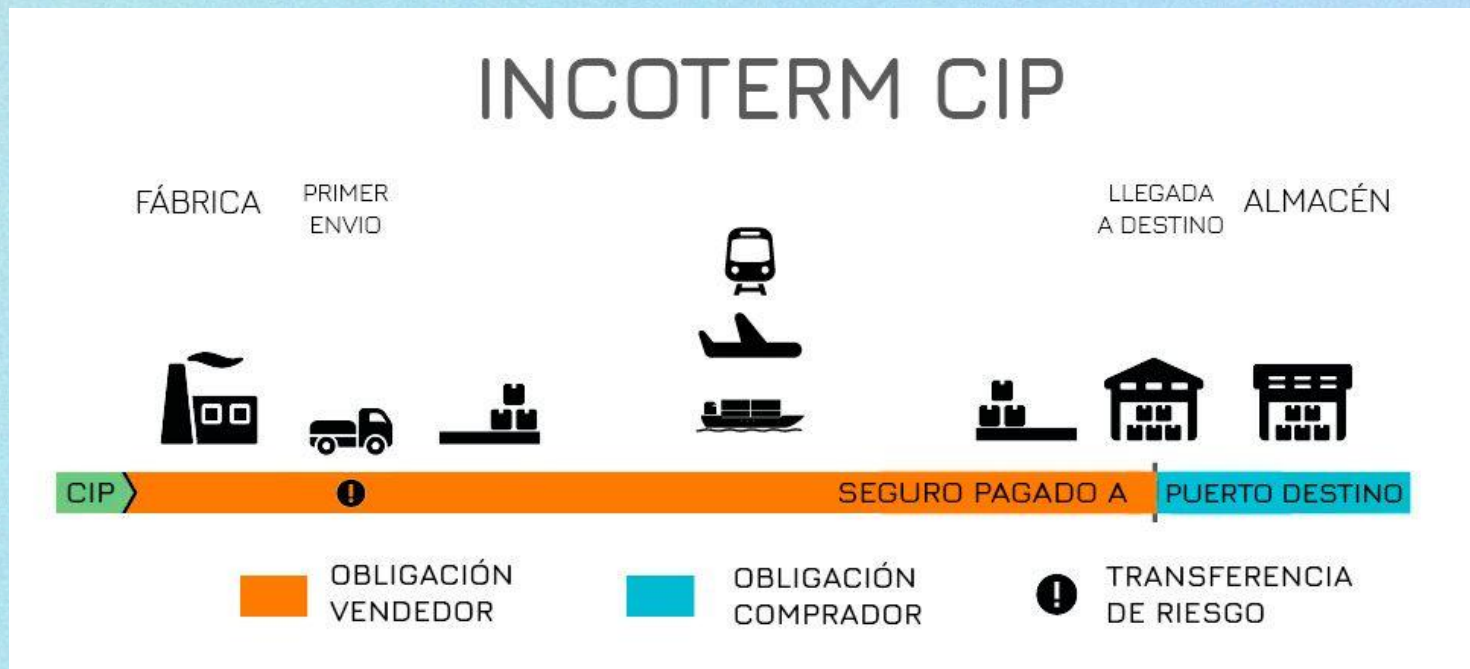 INCOTERM CIP
FÁBRICA
PRIMER
ENVIO
LLEGADA
A DESTINO
ALMACÉN
CIP
!
SEGURO PAGADO A
PUERTO DESTINO
OBLIGACIÓN
VENDEDOR
OBLIGACIÓN
COMPRADOR
!
TRANSFERENCIA
DE RIESGO